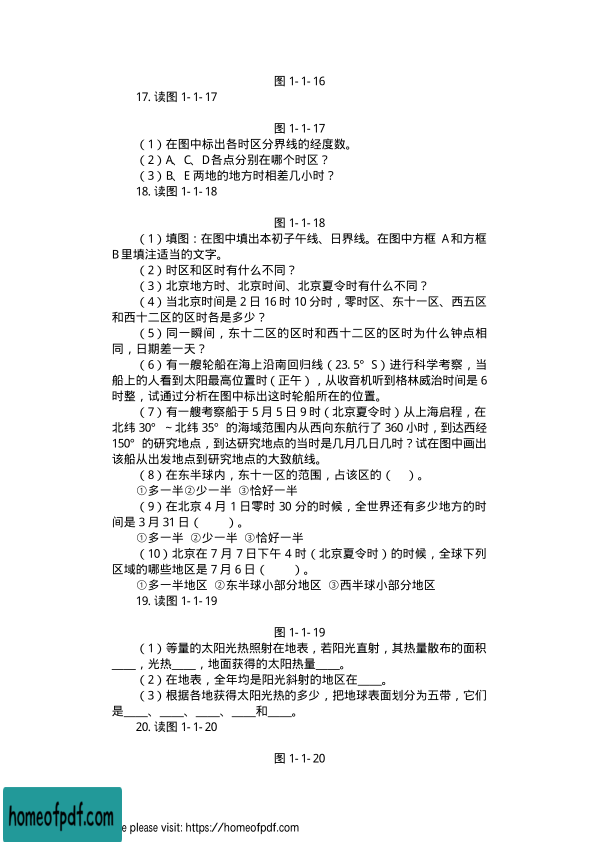 图 1-1-16
17. 读图 1-1-17
图 1-1-17
（1）在图中标出各时区分界线的经度数。
（2）A、C、D 各点分别在哪个时区？
（3）B、E 两地的地方时相差几小时？
18. 读图 1-1-18
图 1-1-18
（1）填图：在图中填出本初子午线、日界线。在图中方框 A 和方框
B 里填注适当的文字。
（2）时区和区时有什么不同？
（3）北京地方时、北京时间、北京夏令时有什么不同？
（4）当北京时间是 2 日 16 时 10 分时，零时区、东十一区、西五区
和西十二区的区时各是多少？
（5）同一瞬间，东十二区的区时和西十二区的区时为什么钟点相
同，日期差一天？
（6）有一艘轮船在海上沿南回归线（23.5°S）进行科学考察，当
船上的人看到太阳最高位置时（正午），从收音机听到格林威治时间是 6
时整，试通过分析在图中标出这时轮船所在的位置。
（7）有一艘考察船于 5 月 5 日 9 时（北京夏令时）从上海启程，在
北纬 30°～北纬 35°的海域范围内从西向东航行了 360 小时，到达西经
150°的研究地点，到达研究地点的当时是几月几日几时？试在图中画出
该船从出发地点到研究地点的大致航线。
（8）在东半球内，东十一区的范围，占该区的（　）。
①多一半②少一半 ③恰好一半
（9）在北京 4 月 1 日零时 30 分的时候，全世界还有多少地方的时
间是 3 月 31 日（　　）。
①多一半 ②少一半 ③恰好一半
（10）北京在 7 月 7 日下午 4 时（北京夏令时）的时候，全球下列
区域的哪些地区是 7 月 6 日（　　）。
①多一半地区 ②东半球小部分地区 ③西半球小部分地区
19. 读图 1-1-19
图 1-1-19
（1）等量的太阳光热照射在地表，若阳光直射，其热量散布的面积
____，光热____，地面获得的太阳热量____。
（2）在地表，全年均是阳光斜射的地区在____。
（3）根据各地获得太阳光热的多少，把地球表面划分为五带，它们
是____、____、____、____和____。
20. 读图 1-1-20
图 1-1-20
homeofpdf.com
e please visit: https://homeofpdf.com